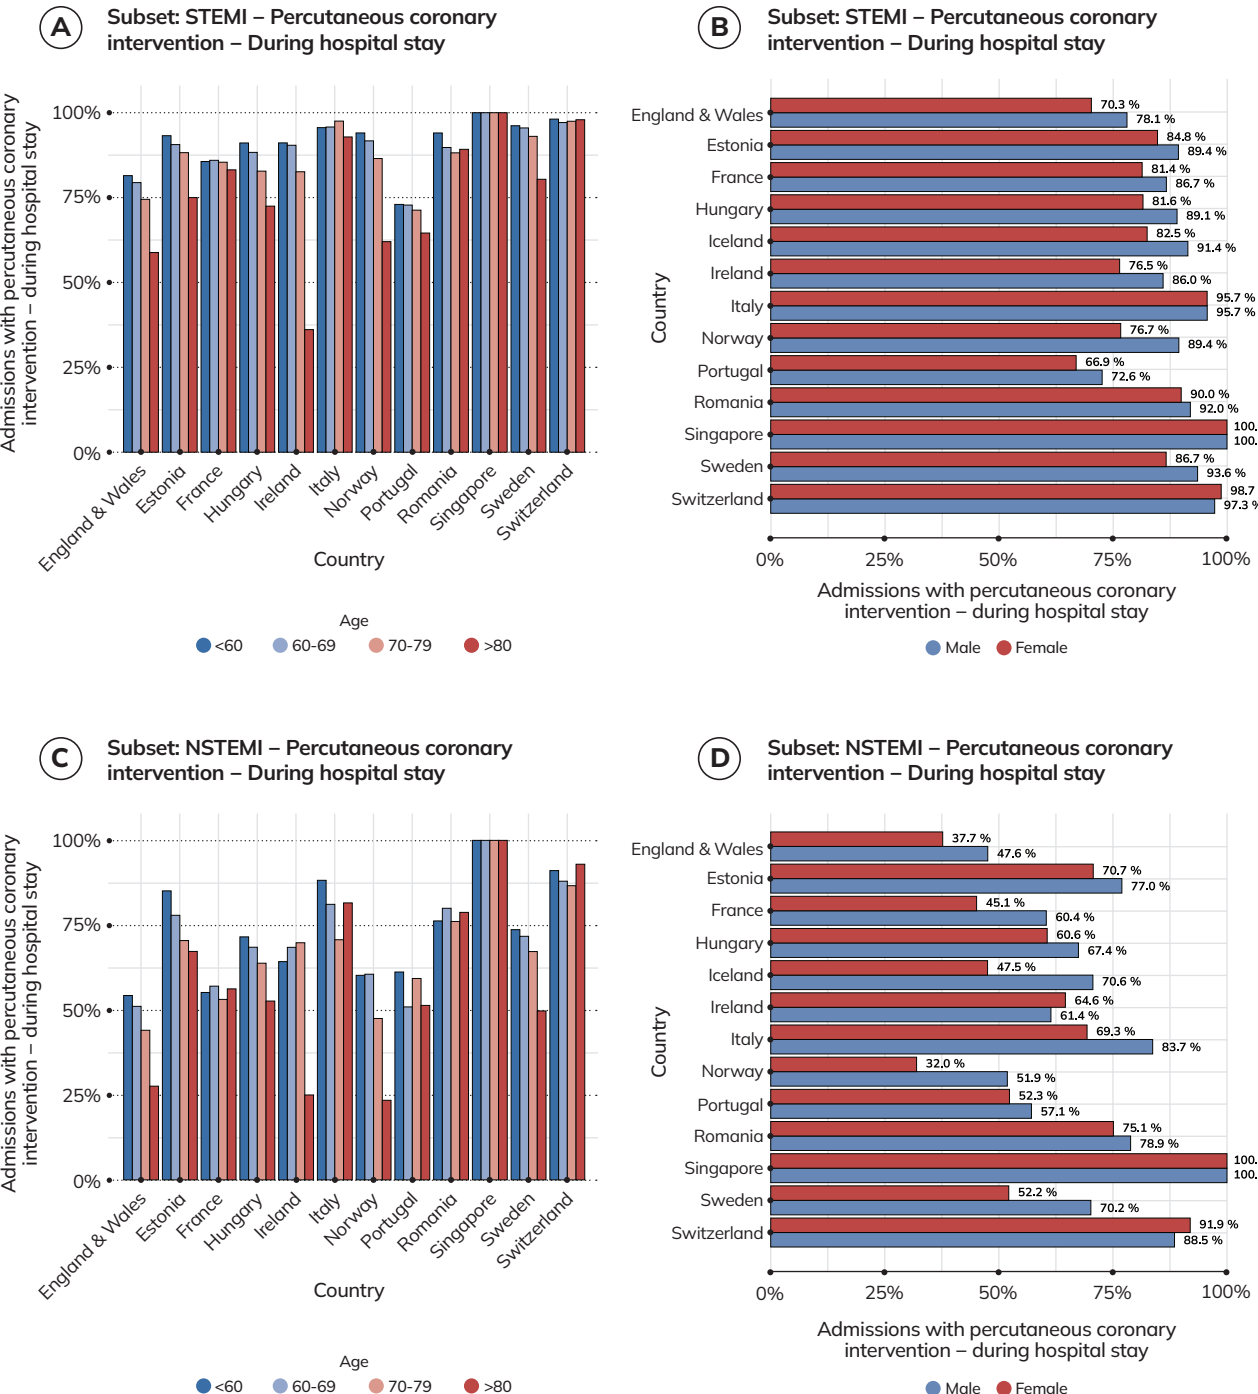 A
Subset: STEMI – Percutaneous coronary
intervention – During hospital stay
Admissions with percutaneous coronary
intervention – during hospital stay
100%
75%
50%
25%
0%
England & Wales
Estonia
France
Hungary
Ireland
Italy
Norway
Portugal
Romania
Singapore
Sweden
Switzerland
Country
Age
<60
60-69
70-79
>80
B
Subset: STEMI – Percutaneous coronary
intervention – During hospital stay
Country
England & Wales
70.3 %
78.1 %
Estonia
84.8 %
89.4 %
France
81.4 %
86.7 %
Hungary
81.6 %
89.1 %
Iceland
82.5 %
91.4 %
Ireland
76.5 %
86.0 %
Italy
95.7 %
95.7 %
Norway
76.7 %
89.4 %
Portugal
66.9 %
72.6 %
Romania
90.0 %
92.0 %
Singapore
100.
100.
Sweden
86.7 %
93.6 %
Switzerland
98.7
97.3 %
0%
25%
50%
75%
100%
Admissions with percutaneous coronary
intervention – during hospital stay
Male
Female
C
Subset: NSTEMI – Percutaneous coronary
intervention – During hospital stay
Admissions with percutaneous coronary
intervention – during hospital stay
100%
75%
50%
25%
0%
England & Wales
Estonia
France
Hungary
Ireland
Italy
Norway
Portugal
Romania
Singapore
Sweden
Switzerland
Country
Age
<60
60-69
70-79
>80
D
Subset: NSTEMI – Percutaneous coronary
intervention – During hospital stay
Country
England & Wales
37.7 %
47.6 %
Estonia
70.7 %
77.0 %
France
45.1 %
60.4 %
Hungary
60.6 %
67.4 %
Iceland
47.5 %
70.6 %
Ireland
64.6 %
61.4 %
Italy
69.3 %
83.7 %
Norway
32.0 %
51.9 %
Portugal
52.3 %
57.1 %
Romania
75.1 %
78.9 %
Singapore
100.
100.
Sweden
52.2 %
70.2 %
Switzerland
91.9 %
88.5 %
0%
25%
50%
75%
100%
Admissions with percutaneous coronary
intervention – during hospital stay
Male
Female